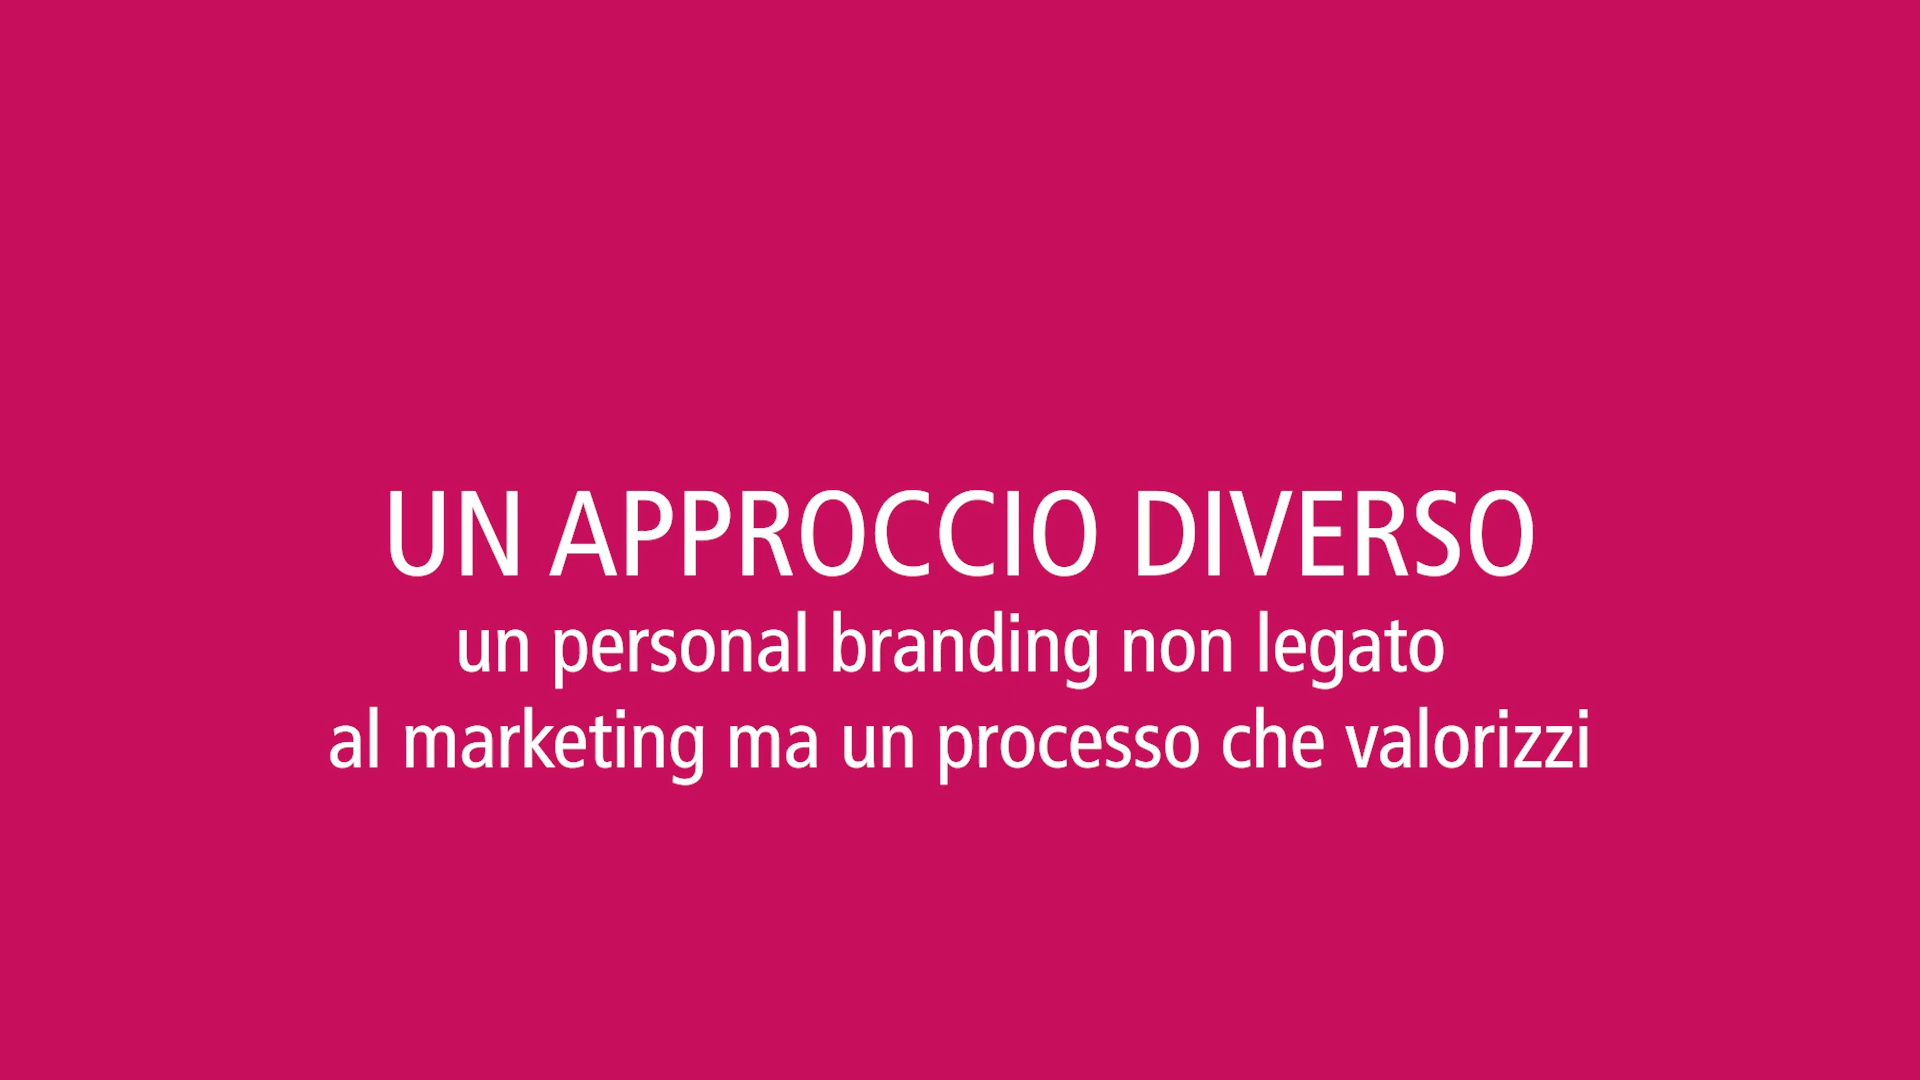 UN APPROCCIO DIVERSO
un personal branding non legato
al marketing ma un processo che valorizzi